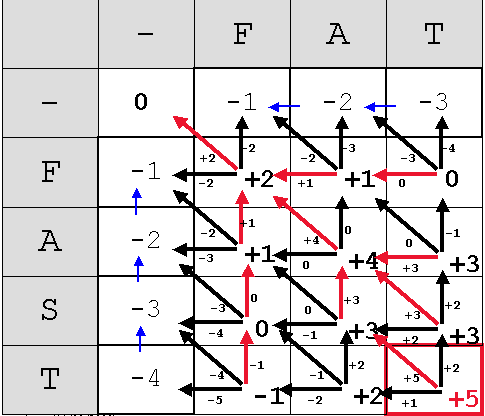 - F A T
- 0 -1 -2 -3
-2 -3 -4
+2 -2 -3
F -1 -2 +2 +1 +1 0 0
+1 0 -1
-2 +4 0
A -2 -3 +1 0 +4 +3 +3
0 +3 +2
-3 0 +3
S -3 -4 0 -1 +3 +2 +3
-1 +2 +2
-4 -1 +5
T -4 -5 -1 -2 +2 +1 +5